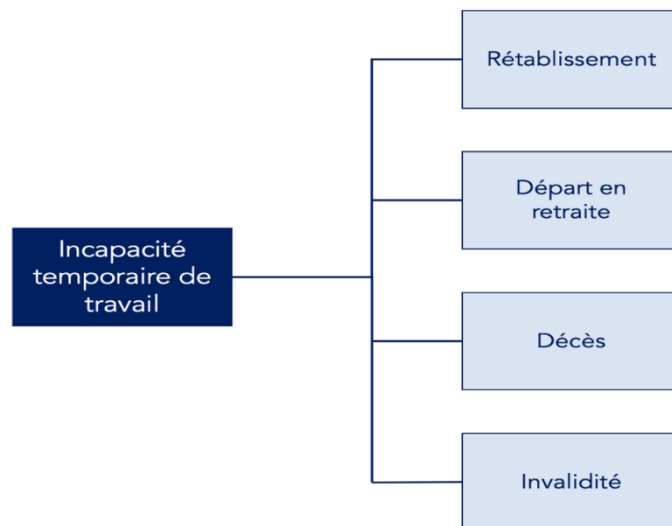 Rétablissement
Départ en
retraite
Incapacité
temporaire de
travail
Décès
Invalidité